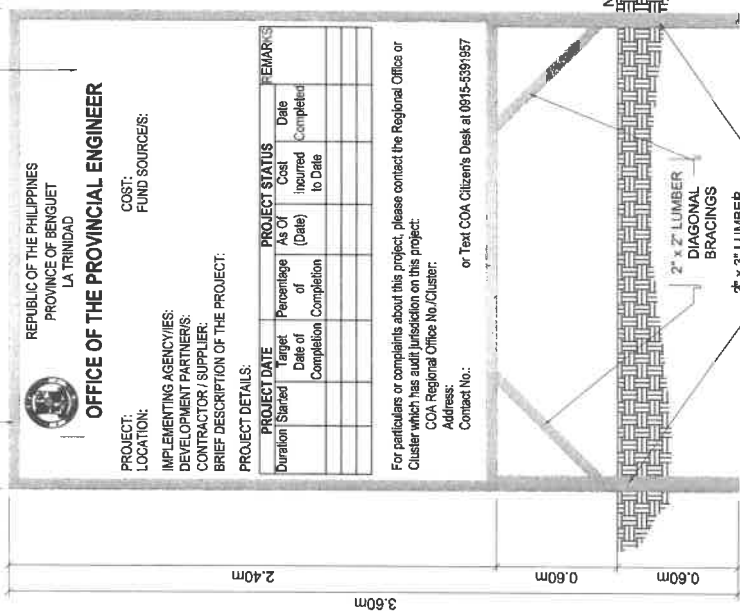 REPUBLIC OF THE PHILIPPINES
PROVINCE OF BENGUET
LA TRINIDAD
OFFICE OF THE PROVINCIAL ENGINEER
PROJECT: COST:
LOCATION: FUND SOURCE/S:
IMPLEMENTING AGENCY/IES:
DEVELOPMENT PARTNER/S:
CONTRACTOR / SUPPLIER:
BRIEF DESCRIPTION OF THE PROJECT:
PROJECT DETAILS:
PROJECT DATE PROJECT STATUS REMARKS
Duration Started Target Date of Completion Percentage of Completion As Of (Date) Cost Incurred to Date Date Completed
For particulars or complaints about this project, please contact the Regional Office or
Cluster which has audit jurisdiction on this project:
COA Regional Office No./Cluster:
Address:
Contact No.: or Text COA Citizen's Desk at 0915-5391957
2.40m
3.60m
0.60m
0.60m
2" x 2" LUMBER
DIAGONAL
BRACINGS
LUMBER